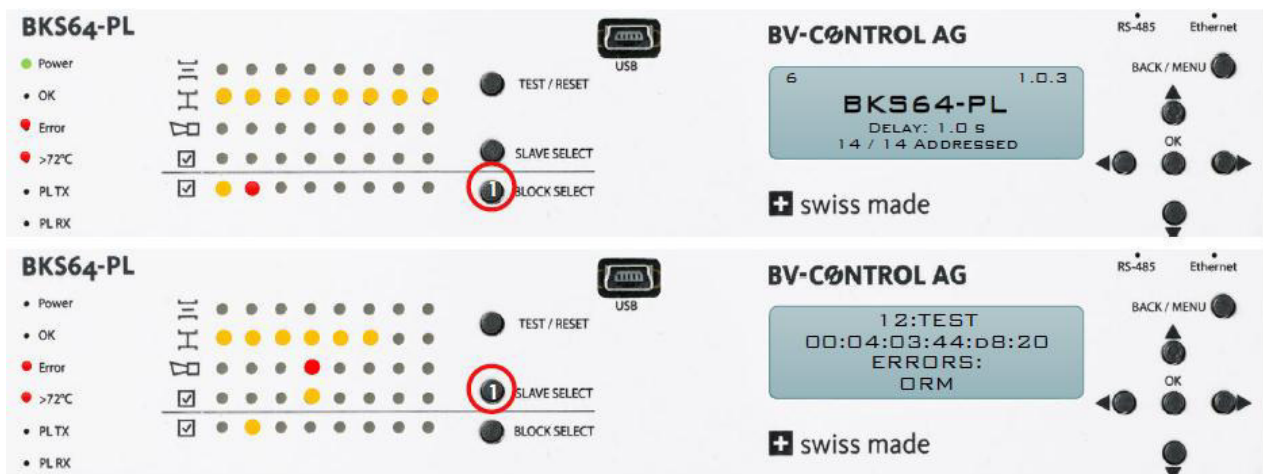 BKS64-PL
Power
OK
Error
>72°C
PL TX
PL RX
USB
TEST / RESET
SLAVE SELECT
1 BLOCK SELECT
BV-CØNTROL AG
6 1.0.3
BKS64-PL
DELAY: 1.0 s
14 / 14 ADDRESSED
swiss made
RS-485 Ethernet
BACK / MENU
OK
BKS64-PL
Power
OK
Error
>72°C
PL TX
PL RX
USB
TEST / RESET
1 SLAVE SELECT
BLOCK SELECT
BV-CØNTROL AG
12:TEST
00:04:03:44:D8:20
ERRORS:
ORM
swiss made
RS-485 Ethernet
BACK / MENU
OK